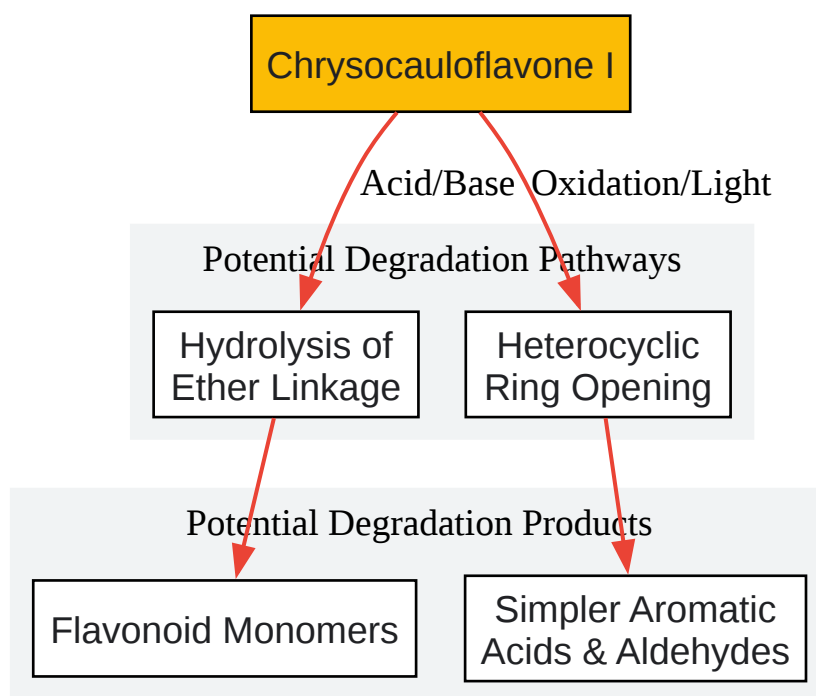 Chrysocauloflavone I
Acid/Base
Oxidation/Light
Potential Degradation Pathways
Hydrolysis of
Ether Linkage
Heterocyclic
Ring Opening
Potential Degradation Products
Flavonoid Monomers
Simpler Aromatic
Acids & Aldehydes